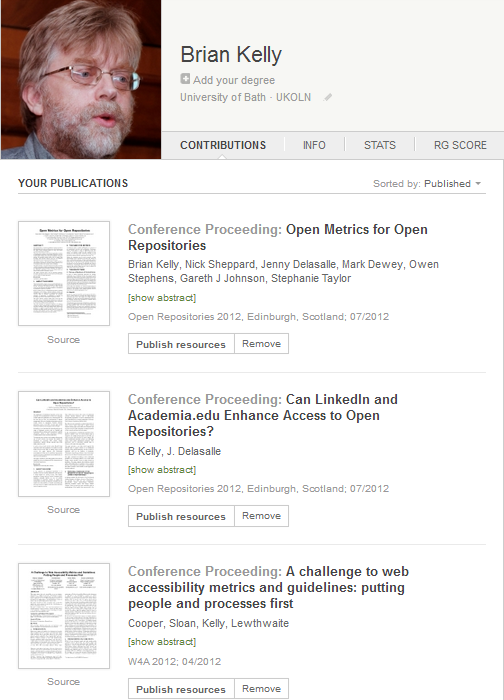 Brian Kelly
Add your degree
University of Bath · UKOLN
CONTRIBUTIONS INFO STATS RG SCORE
YOUR PUBLICATIONS Sorted by: Published
Conference Proceeding: Open Metrics for Open
Repositories
Brian Kelly, Nick Sheppard, Jenny Delasalle, Mark Dewey, Owen
Stephens, Gareth J Johnson, Stephanie Taylor
[show abstract]
Open Repositories 2012, Edinburgh, Scotland; 07/2012
Source
Publish resources Remove
Conference Proceeding: Can LinkedIn and
Academia.edu Enhance Access to Open
Repositories?
B Kelly, J. Delasalle
[show abstract]
Open Repositories 2012, Edinburgh, Scotland; 07/2012
Source
Publish resources Remove
Conference Proceeding: A challenge to web
accessibility metrics and guidelines: putting
people and processes first
Cooper, Sloan, Kelly, Lewthwaite
[show abstract]
W4A 2012; 04/2012
Source
Publish resources Remove